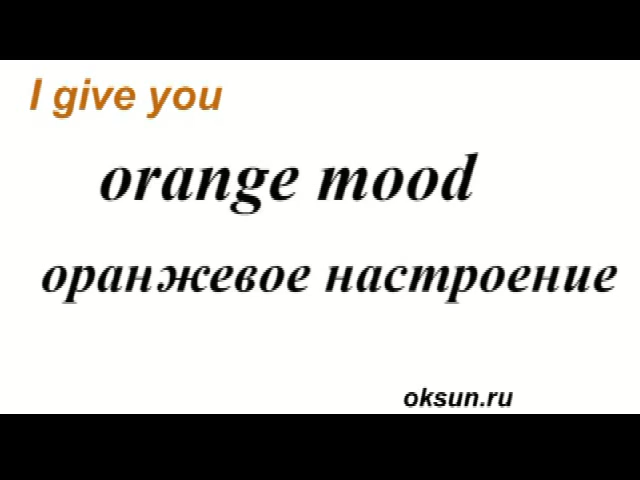 I give you
orange mood
оранжевое настроение
oksun.ru